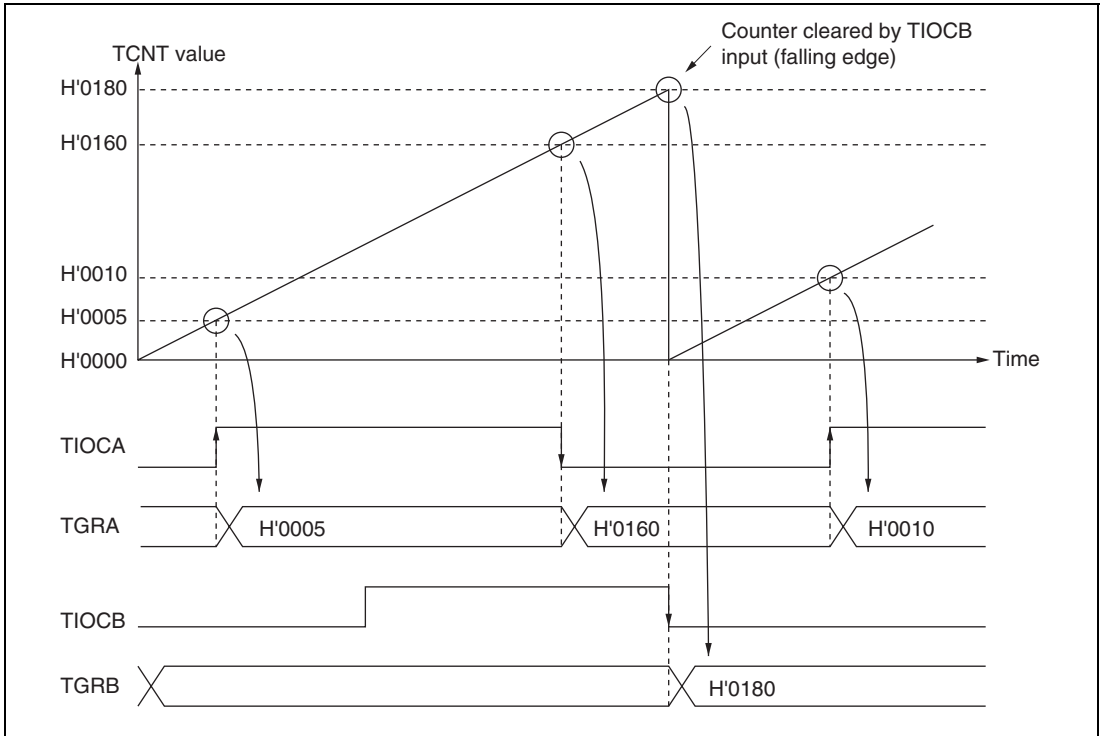 Counter cleared by TIOCB
input (falling edge)
TCNT value
H'0180
H'0160
H'0010
H'0005
H'0000
Time
TIOCA
TGRA
H'0005
H'0160
H'0010
TIOCB
TGRB
H'0180